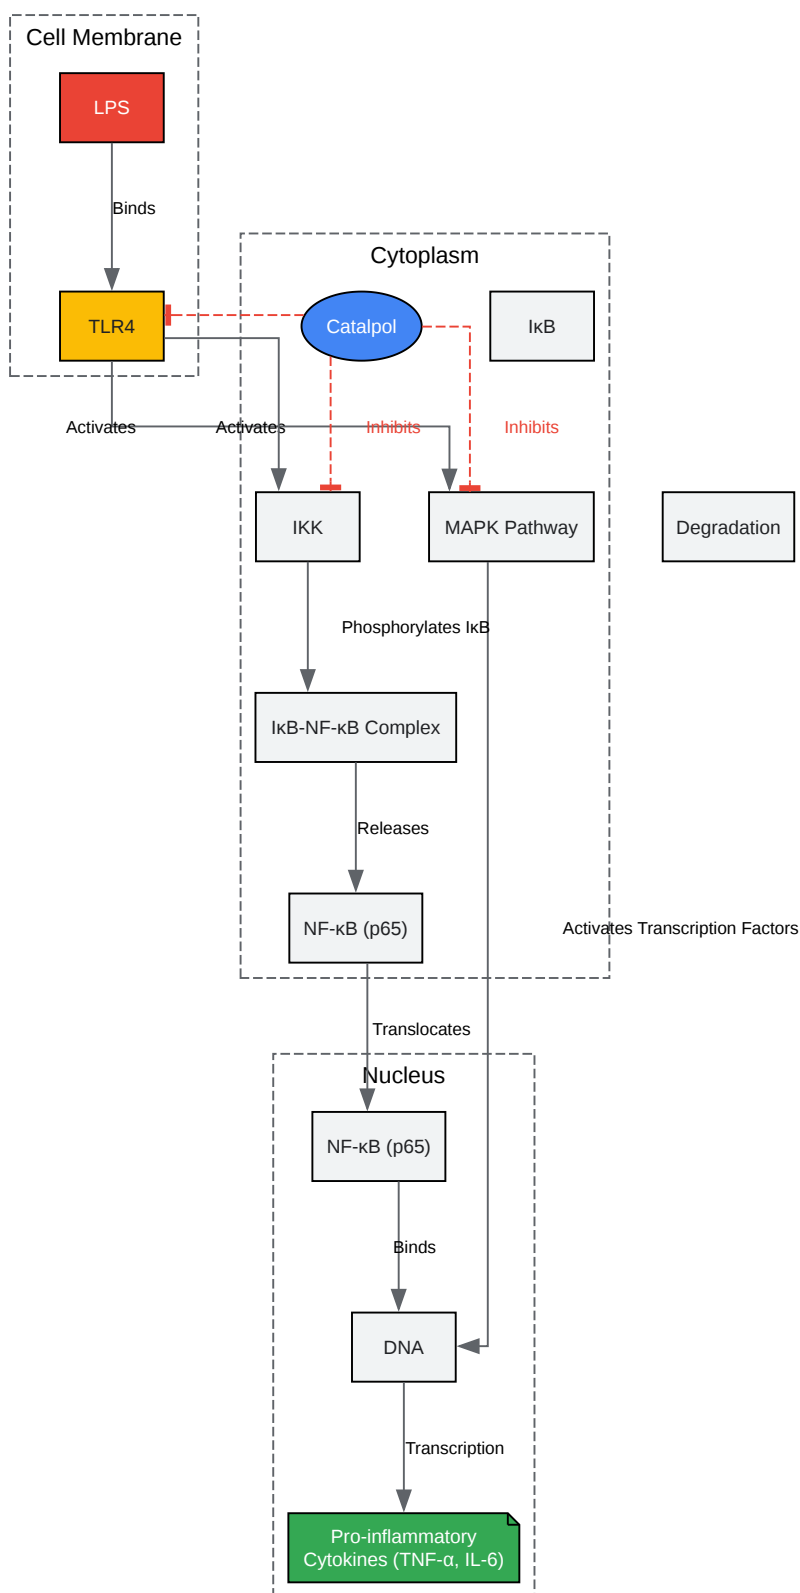 Cell Membrane
LPS
Binds
Cytoplasm
TLR4
Catalpol
IκB
Activates
Activates
Inhibits
Inhibits
IKK
MAPK Pathway
Degradation
Phosphorylates IκB
IκB-NF-κB Complex
Releases
NF-κB (p65)
Activates Transcription Factors
Translocates
Nucleus
NF-κB (p65)
Binds
DNA
Transcription
Pro-inflammatory
Cytokines (TNF-α, IL-6)